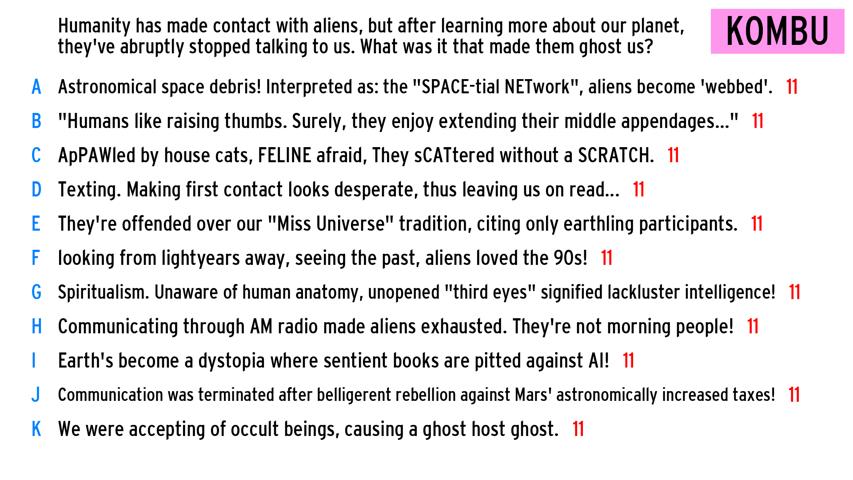 Humanity has made contact with aliens, but after learning more about our planet,
they've abruptly stopped talking to us. What was it that made them ghost us?
KOMBU
A Astronomical space debris! Interpreted as: the "SPACE-tial NETwork", aliens become 'webbed'. 11
B "Humans like raising thumbs. Surely, they enjoy extending their middle appendages..." 11
C ApPAWled by house cats, FELINE afraid, They sCATtered without a SCRATCH. 11
D Texting. Making first contact looks desperate, thus leaving us on read... 11
E They're offended over our "Miss Universe" tradition, citing only earthling participants. 11
F looking from lightyears away, seeing the past, aliens loved the 90s! 11
G Spiritualism. Unaware of human anatomy, unopened "third eyes" signified lackluster intelligence! 11
H Communicating through AM radio made aliens exhausted. They're not morning people! 11
I Earth's become a dystopia where sentient books are pitted against AI! 11
J Communication was terminated after belligerent rebellion against Mars' astronomically increased taxes! 11
K We were accepting of occult beings, causing a ghost host ghost. 11